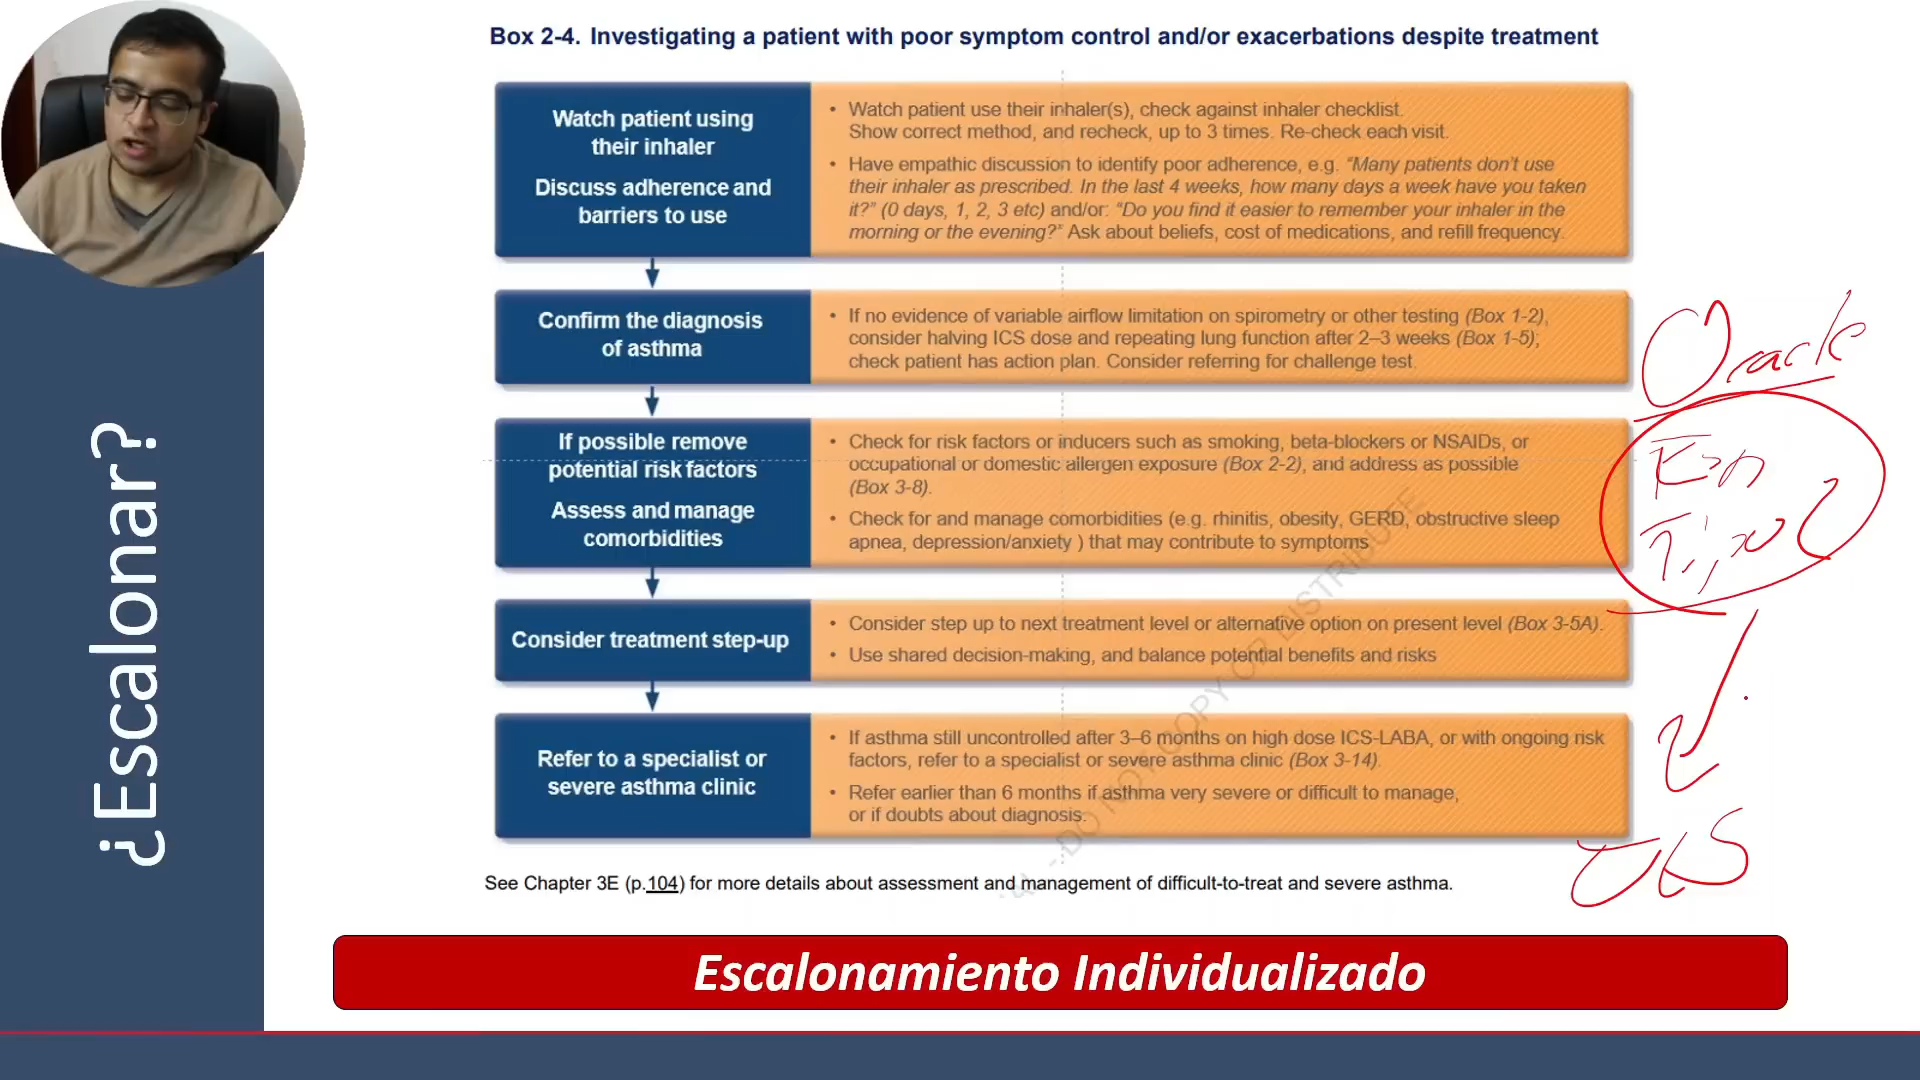 Box 2-4. Investigating a patient with poor symptom control and/or exacerbations despite treatment
¿Escalonar?
Watch patient using
their inhaler
Discuss adherence and
barriers to use
• Watch patient use their inhaler(s), check against inhaler checklist.
Show correct method, and recheck, up to 3 times. Re-check each visit.
• Have empathic discussion to identify poor adherence, e.g. “Many patients don’t use
their inhaler as prescribed. In the last 4 weeks, how many days a week have you taken
it?” (0 days, 1, 2, 3 etc) and/or: “Do you find it easier to remember your inhaler in the
morning or the evening?” Ask about beliefs, cost of medications, and refill frequency.
Confirm the diagnosis
of asthma
• If no evidence of variable airflow limitation on spirometry or other testing (Box 1-2),
consider halving ICS dose and repeating lung function after 2–3 weeks (Box 1-5);
check patient has action plan. Consider referring for challenge test.
If possible remove
potential risk factors
Assess and manage
comorbidities
• Check for risk factors or inducers such as smoking, beta-blockers or NSAIDs, or
occupational or domestic allergen exposure (Box 2-2), and address as possible
(Box 3-8).
• Check for and manage comorbidities (e.g. rhinitis, obesity, GERD, obstructive sleep
apnea, depression/anxiety ) that may contribute to symptoms
Consider treatment step-up
• Consider step up to next treatment level or alternative option on present level (Box 3-5A).
• Use shared decision-making, and balance potential benefits and risks
Refer to a specialist or
severe asthma clinic
• If asthma still uncontrolled after 3–6 months on high dose ICS-LABA, or with ongoing risk
factors, refer to a specialist or severe asthma clinic (Box 3-14).
• Refer earlier than 6 months if asthma very severe or difficult to manage,
or if doubts about diagnosis.
Oracle
DO NOT COPY OR DISTRIBUTE
See Chapter 3E (p.104) for more details about assessment and management of difficult-to-treat and severe asthma.
Escalonamiento Individualizado